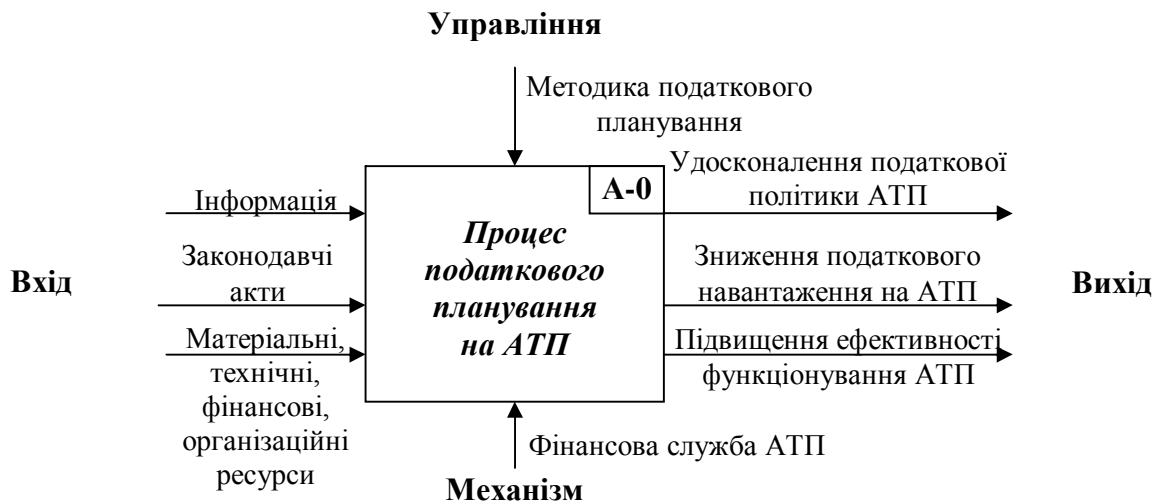 Управління
Методика податкового
планування
А-0
Удосконалення податкової
політики АТП
Інформація
Процес
податкового
планування
на АТП
Законодавчі
акти
Зниження податкового
навантаження на АТП
Вхід
Вихід
Матеріальні,
технічні,
фінансові,
організаційні
ресурси
Підвищення ефективності
функціонування АТП
Фінансова служба АТП
Механізм